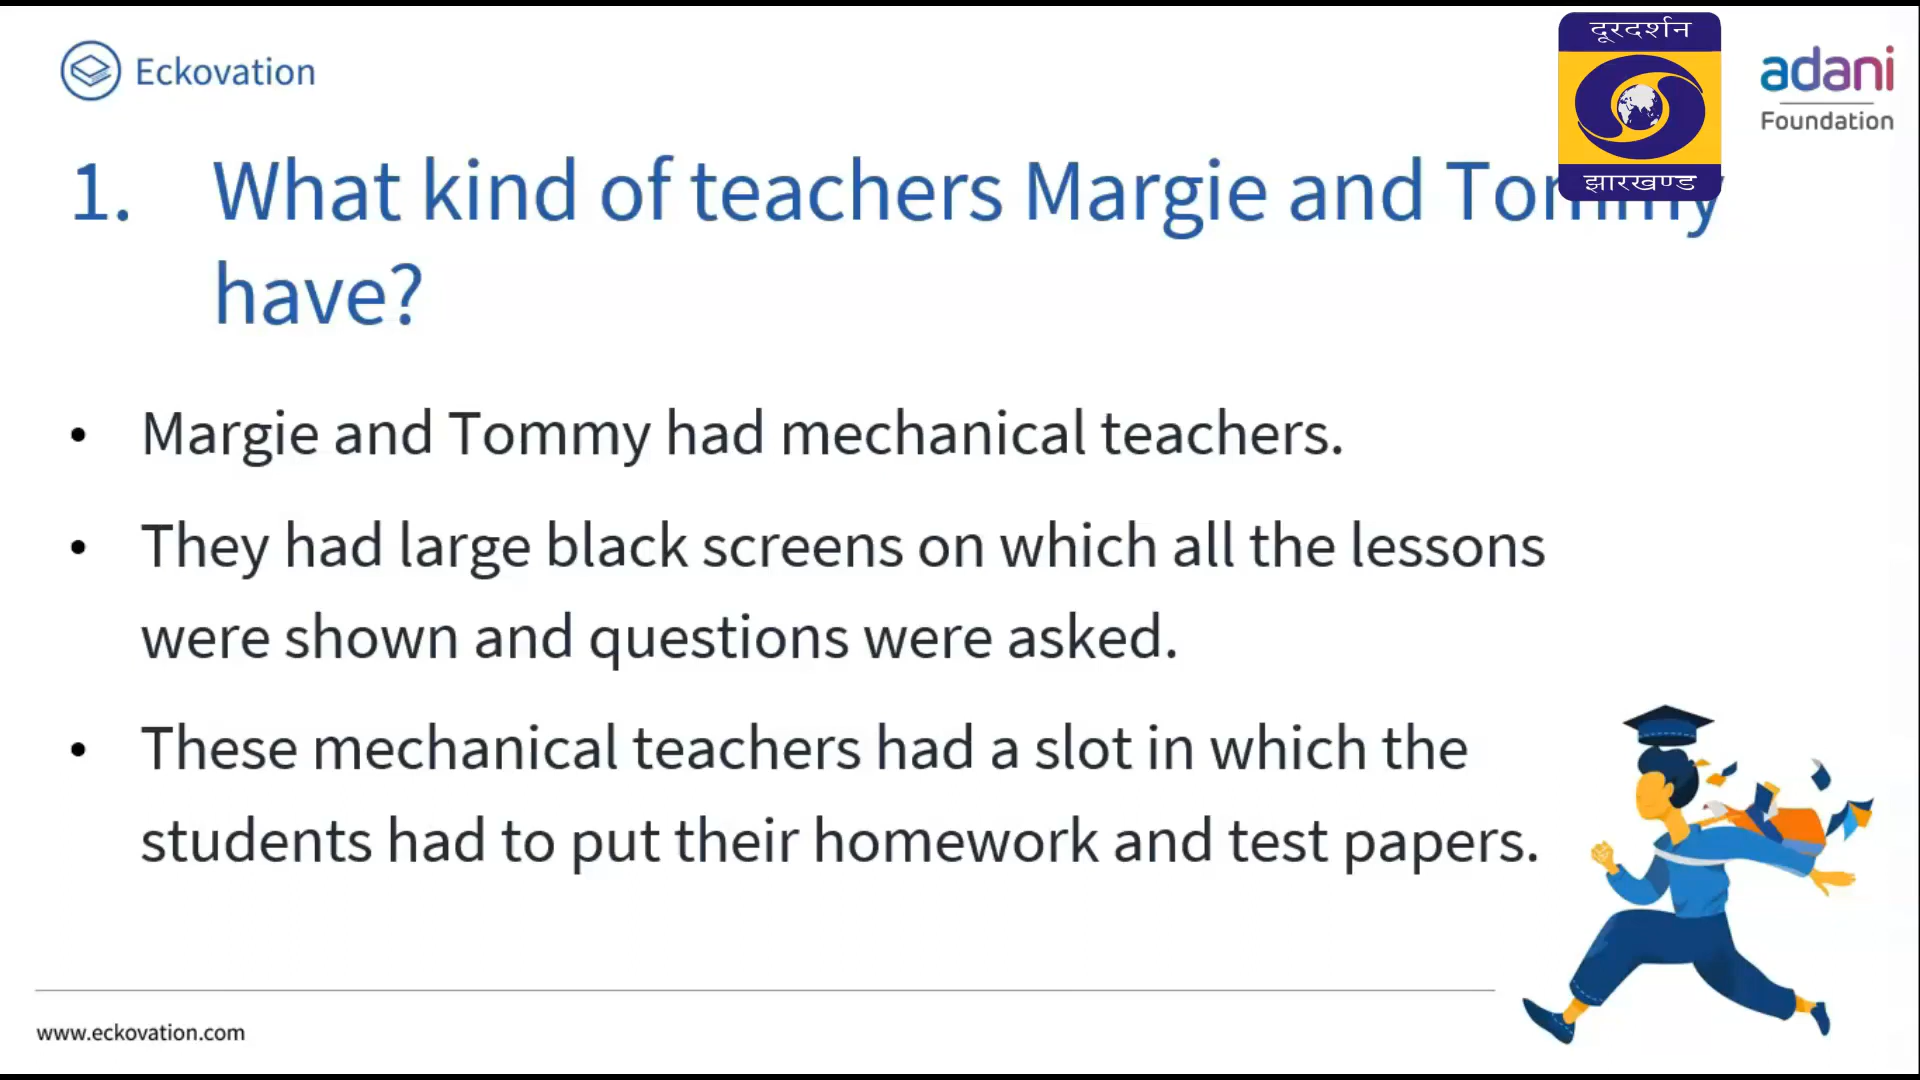 Eckovation
दूरदर्शन
झारखण्ड
adani
Foundation
1. What kind of teachers Margie and Tommy
have?
• Margie and Tommy had mechanical teachers.
• They had large black screens on which all the lessons
were shown and questions were asked.
• These mechanical teachers had a slot in which the
students had to put their homework and test papers.
www.eckovation.com